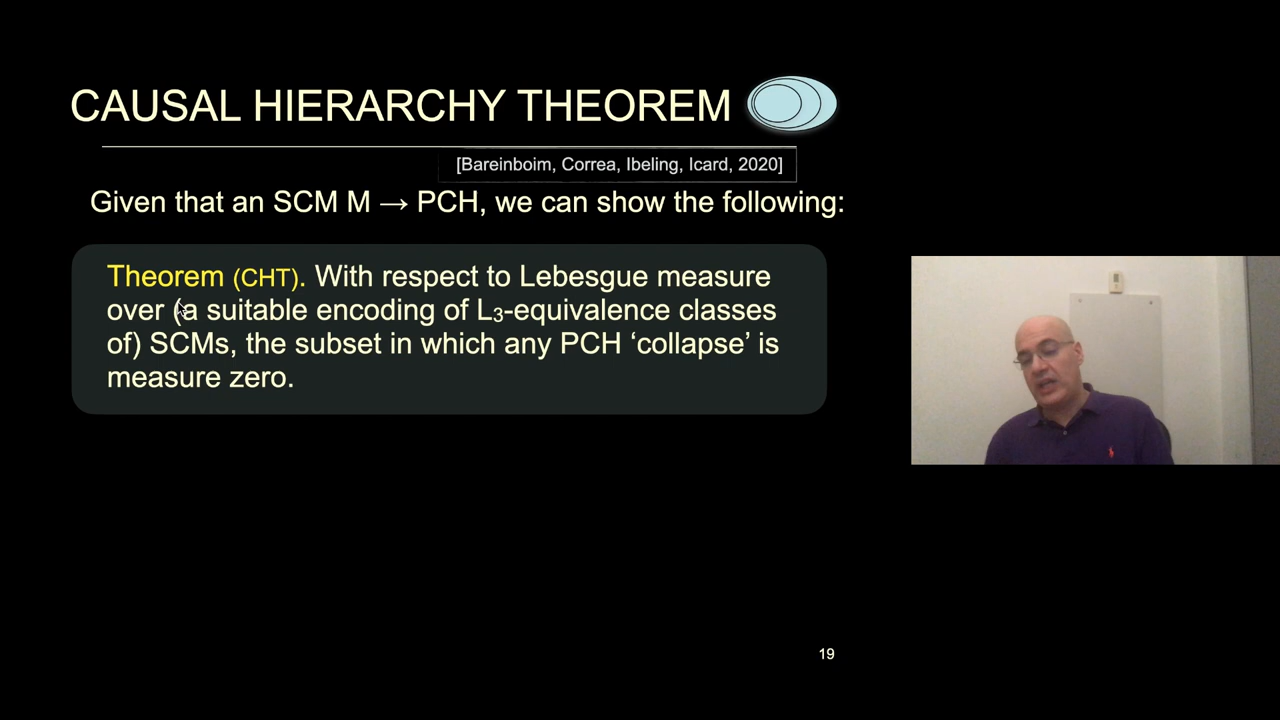 CAUSAL HIERARCHY THEOREM
[Bareinboim, Correa, Ibeling, Icard, 2020]
Given that an SCM M → PCH, we can show the following:
Theorem (CHT). With respect to Lebesgue measure
over (a suitable encoding of L₃-equivalence classes
of) SCMs, the subset in which any PCH ‘collapse’ is
measure zero.
19